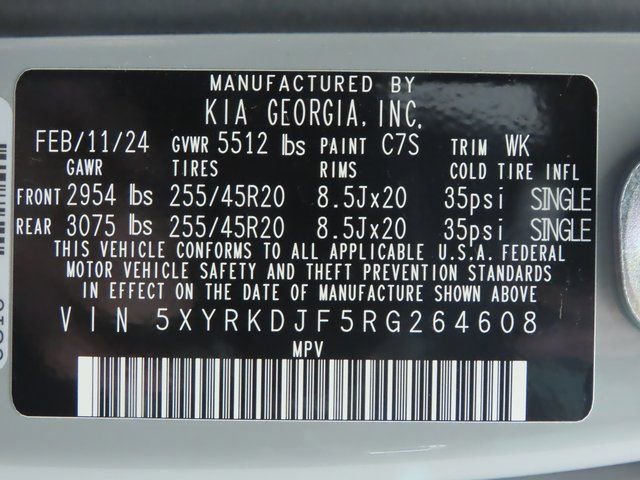 MANUFACTURED BY
KIA GEORGIA, INC.
FEB/11/24 GVWR 5512 lbs PAINT C7S TRIM WK
GAWR TIRES RIMS COLD TIRE INFL
FRONT 2954 lbs 255/45R20 8.5Jx20 35psi SINGLE
REAR 3075 lbs 255/45R20 8.5Jx20 35psi SINGLE
THIS VEHICLE CONFORMS TO ALL APPLICABLE U.S.A. FEDERAL
MOTOR VEHICLE SAFETY AND THEFT PREVENTION STANDARDS
IN EFFECT ON THE DATE OF MANUFACTURE SHOWN ABOVE
VIN 5XYRKDJF5RG264608
MPV